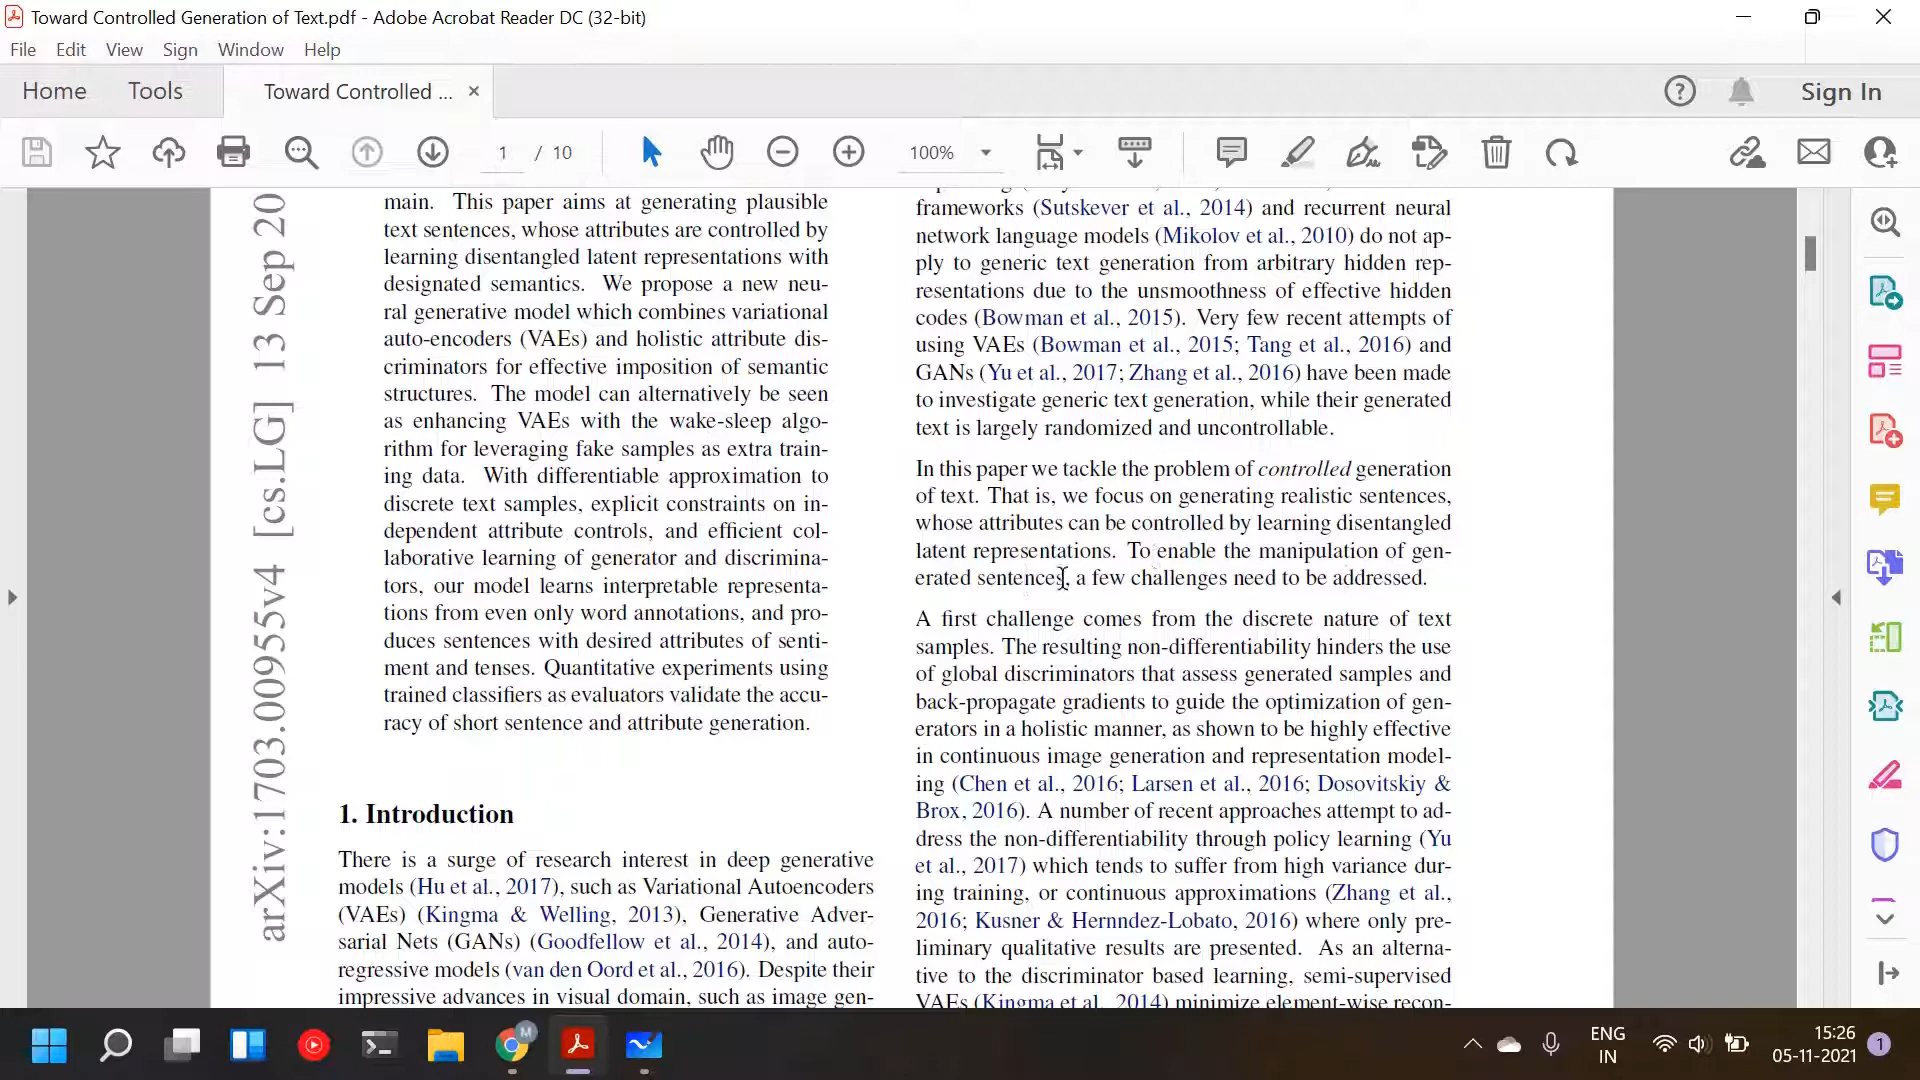 Toward Controlled Generation of Text.pdf - Adobe Acrobat Reader DC (32-bit)
File Edit View Sign Window Help
Home Tools Toward Controlled ... × Sign In
1 / 10 100%
arXiv:1703.00955v4 [cs.LG] 13 Sep 20
main. This paper aims at generating plausible
text sentences, whose attributes are controlled by
learning disentangled latent representations with
designated semantics. We propose a new neu-
ral generative model which combines variational
auto-encoders (VAEs) and holistic attribute dis-
criminators for effective imposition of semantic
structures. The model can alternatively be seen
as enhancing VAEs with the wake-sleep algo-
rithm for leveraging fake samples as extra train-
ing data. With differentiable approximation to
discrete text samples, explicit constraints on in-
dependent attribute controls, and efficient col-
laborative learning of generator and discrimina-
tors, our model learns interpretable representa-
tions from even only word annotations, and pro-
duces sentences with desired attributes of senti-
ment and tenses. Quantitative experiments using
trained classifiers as evaluators validate the accu-
racy of short sentence and attribute generation.
1. Introduction
There is a surge of research interest in deep generative
models (Hu et al., 2017), such as Variational Autoencoders
(VAEs) (Kingma & Welling, 2013), Generative Adver-
sarial Nets (GANs) (Goodfellow et al., 2014), and auto-
regressive models (van den Oord et al., 2016). Despite their
impressive advances in visual domain, such as image gen-
frameworks (Sutskever et al., 2014) and recurrent neural
network language models (Mikolov et al., 2010) do not ap-
ply to generic text generation from arbitrary hidden rep-
resentations due to the unsmoothness of effective hidden
codes (Bowman et al., 2015). Very few recent attempts of
using VAEs (Bowman et al., 2015; Tang et al., 2016) and
GANs (Yu et al., 2017; Zhang et al., 2016) have been made
to investigate generic text generation, while their generated
text is largely randomized and uncontrollable.
In this paper we tackle the problem of controlled generation
of text. That is, we focus on generating realistic sentences,
whose attributes can be controlled by learning disentangled
latent representations. To enable the manipulation of gen-
erated sentences, a few challenges need to be addressed.
A first challenge comes from the discrete nature of text
samples. The resulting non-differentiability hinders the use
of global discriminators that assess generated samples and
back-propagate gradients to guide the optimization of gen-
erators in a holistic manner, as shown to be highly effective
in continuous image generation and representation model-
ing (Chen et al., 2016; Larsen et al., 2016; Dosovitskiy &
Brox, 2016). A number of recent approaches attempt to ad-
dress the non-differentiability through policy learning (Yu
et al., 2017) which tends to suffer from high variance dur-
ing training, or continuous approximations (Zhang et al.,
2016; Kusner & Hernndez-Lobato, 2016) where only pre-
liminary qualitative results are presented. As an alterna-
tive to the discriminator based learning, semi-supervised
VAEs (Kingma et al., 2014) minimize element-wise recon-
M
ENG
IN
15:26
05-11-2021
1